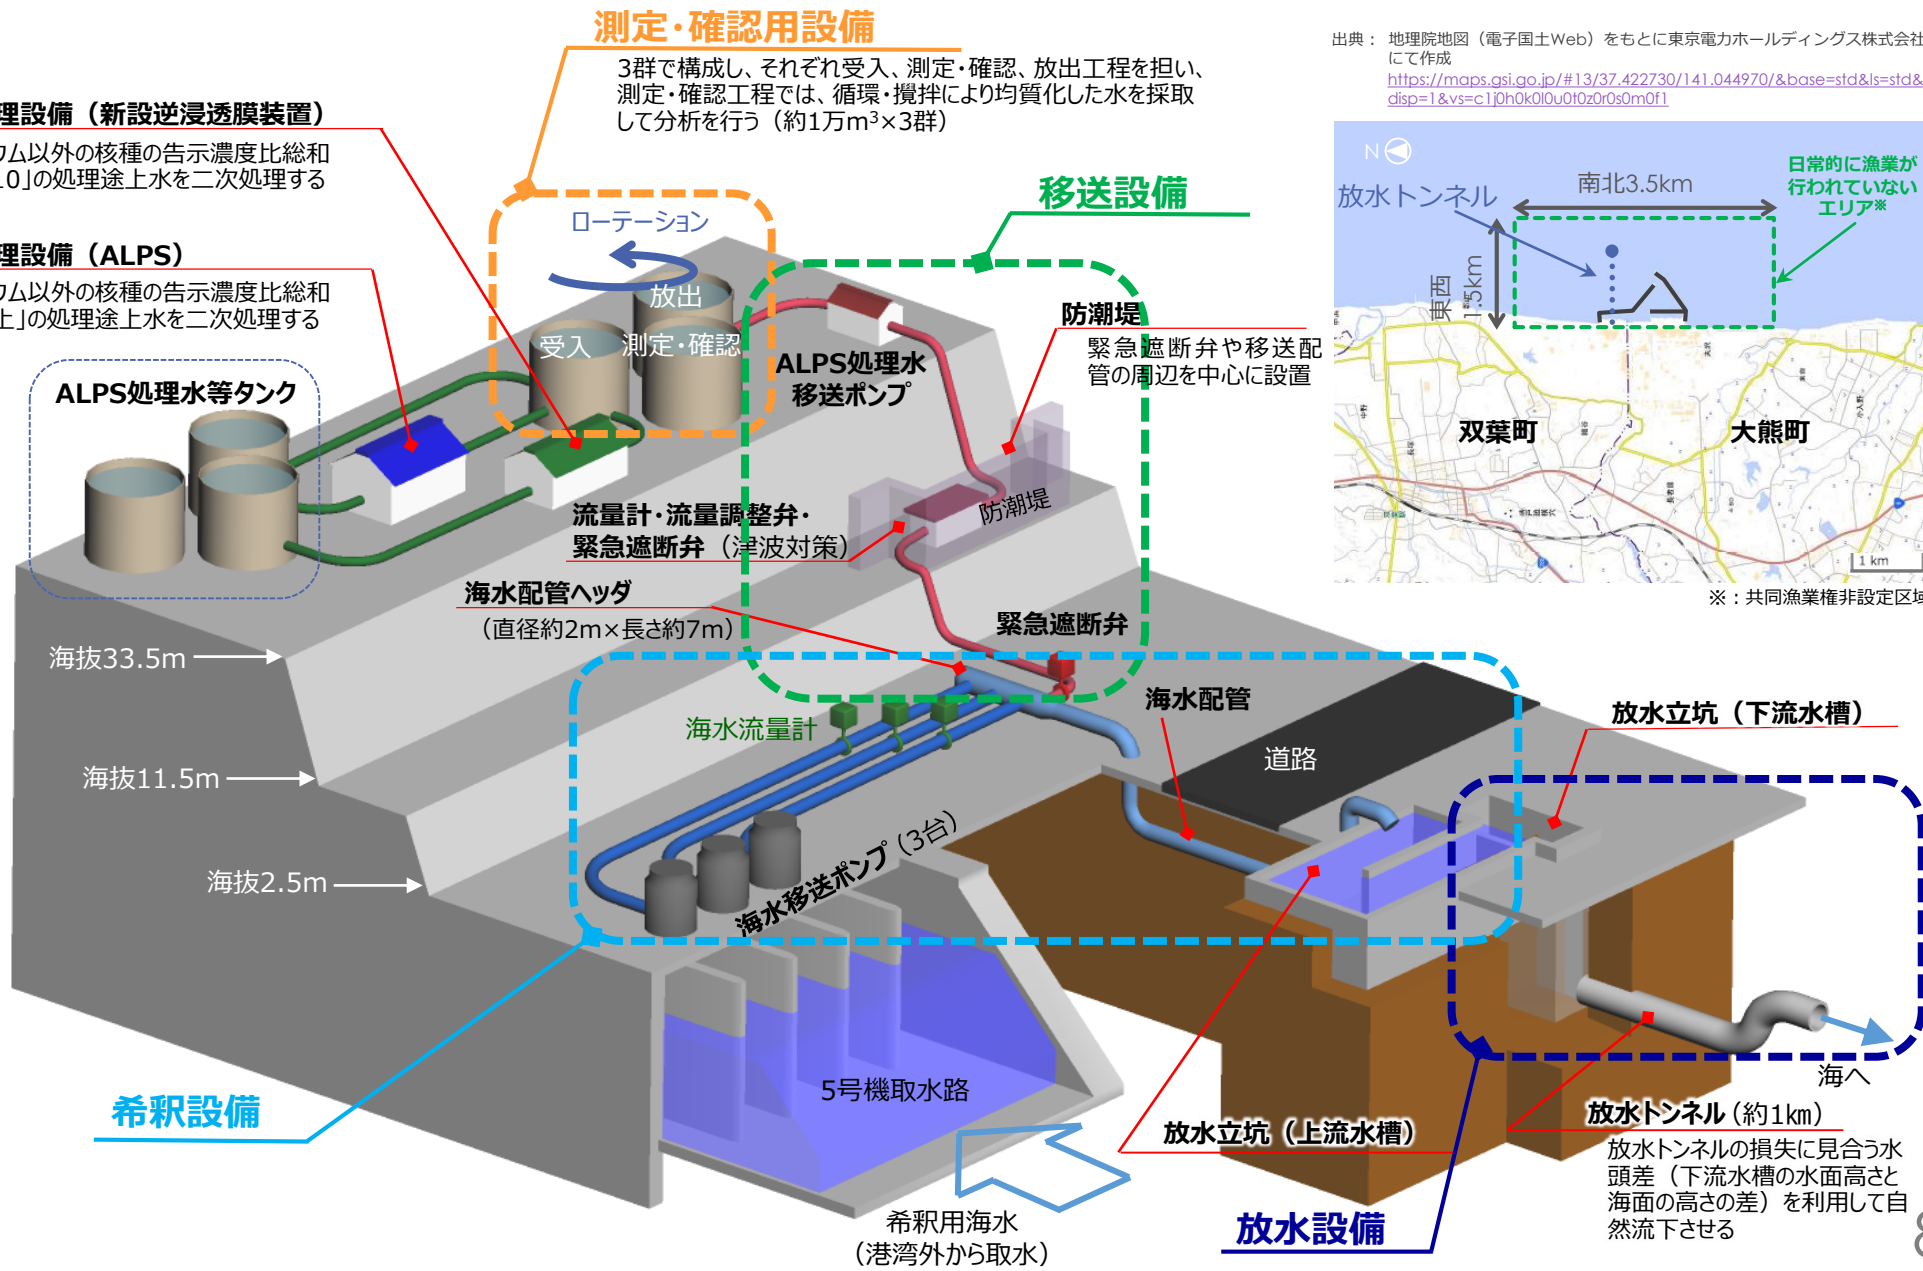 測定・確認用設備
3群で構成し、それぞれ受入、測定・確認、放出工程を担い、
測定・確認工程では、循環・攪拌により均質化した水を採取
して分析を行う（約1万m³×3群）
出典： 地理院地図（電子国土Web）をもとに東京電力ホールディングス株式会社
にて作成
https://maps.gsi.go.jp/#13/37.422730/141.044970/&base=std&ls=std&
disp=1&vs=c1j0h0k0l0u0t0z0r0s0m0f1
理設備（新設逆浸透膜装置）
ウム以外の核種の告示濃度比総和
10」の処理途上水を二次処理する
理設備（ALPS）
ウム以外の核種の告示濃度比総和
上」の処理途上水を二次処理する
ALPS処理水等タンク
ローテーション
放出
受入
測定・確認
移送設備
ALPS処理水
移送ポンプ
防潮堤
緊急遮断弁や移送配
管の周辺を中心に設置
防潮堤
流量計・流量調整弁・
緊急遮断弁（津波対策）
海水配管ヘッダ
（直径約2m×長さ約7m）
緊急遮断弁
N
放水トンネル
南北3.5km
日常的に漁業が
行われていない
エリア※
東西
1.5km
双葉町
大熊町
1 km
※：共同漁業権非設定区域
海抜33.5m
海抜11.5m
海抜2.5m
海水流量計
海水配管
道路
放水立坑（下流水槽）
海水移送ポンプ（3台）
5号機取水路
希釈設備
希釈用海水
（港湾外から取水）
放水立坑（上流水槽）
放水設備
海へ
放水トンネル（約1km）
放水トンネルの損失に見合う水
頭差（下流水槽の水面高さと
海面の高さの差）を利用して自
然流下させる
8